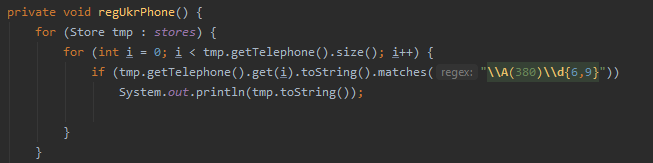 private void regUkrPhone() {
for (Store tmp : stores) {
for (int i = 0; i < tmp.getTelephone().size(); i++) {
if (tmp.getTelephone().get(i).toString().matches( regex: "\\A(380)\\d{6,9}"))
System.out.println(tmp.toString());
}
}